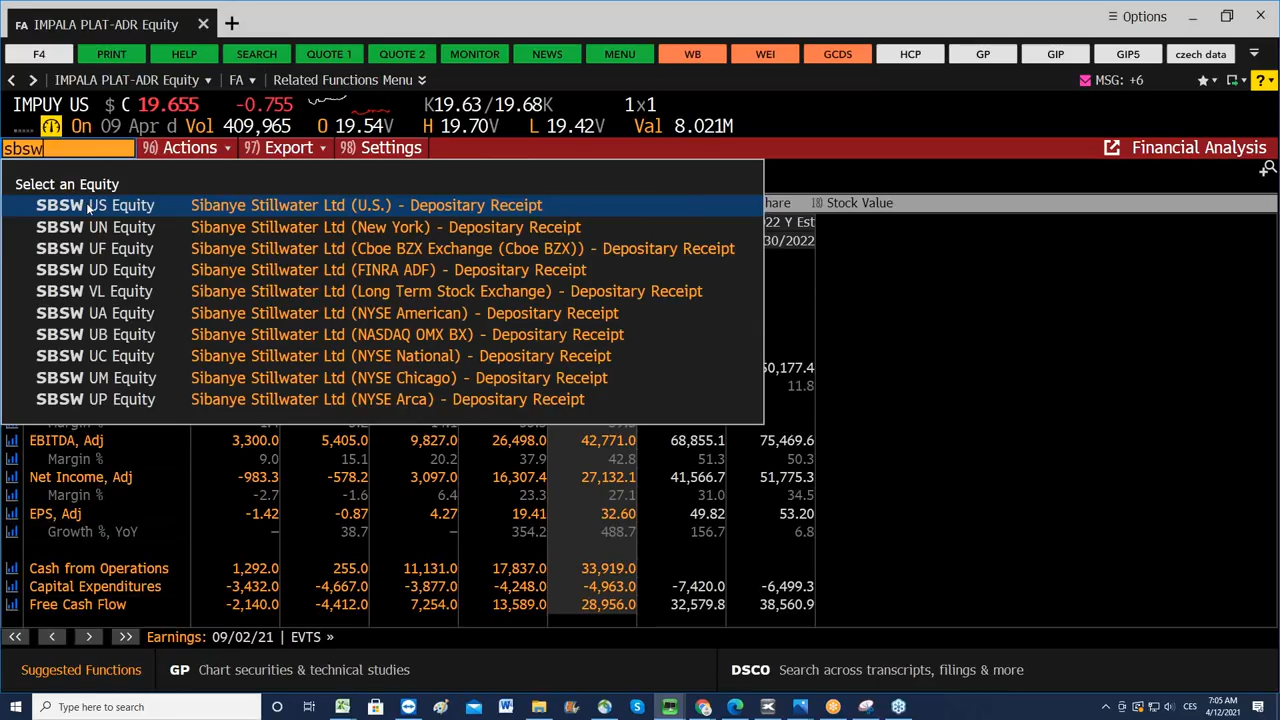 FA IMPALA PLAT-ADR Equity
Options
F4 PRINT HELP SEARCH QUOTE 1 QUOTE 2 MONITOR NEWS MENU WB WEI GCDS HCP GP GIP GIP5 czech data
IMPALA PLAT-ADR Equity FA Related Functions Menu MSG: +6
IMPUY US $ C 19.655 -0.755 K19.63/19.68K 1x1
On 09 Apr d Vol 409,965 O 19.54V H 19.70V L 19.42V Val 8.021M
sbsw 96) Actions 97) Export 98) Settings Financial Analysis
Select an Equity
SBSW US Equity Sibanye Stillwater Ltd (U.S.) - Depositary Receipt hare 18) Stock Value
2022 Y Est
SBSW UN Equity Sibanye Stillwater Ltd (New York) - Depositary Receipt
30/2022
SBSW UF Equity Sibanye Stillwater Ltd (Cboe BZX Exchange (Cboe BZX)) - Depositary Receipt
SBSW UD Equity Sibanye Stillwater Ltd (FINRA ADF) - Depositary Receipt
SBSW VL Equity Sibanye Stillwater Ltd (Long Term Stock Exchange) - Depositary Receipt
SBSW UA Equity Sibanye Stillwater Ltd (NYSE American) - Depositary Receipt
SBSW UB Equity Sibanye Stillwater Ltd (NASDAQ OMX BX) - Depositary Receipt
SBSW UC Equity Sibanye Stillwater Ltd (NYSE National) - Depositary Receipt
50,177.4
SBSW UM Equity Sibanye Stillwater Ltd (NYSE Chicago) - Depositary Receipt
11.8
SBSW UP Equity Sibanye Stillwater Ltd (NYSE Arca) - Depositary Receipt
EBITDA, Adj 3,300.0 5,405.0 9,827.0 26,498.0 42,771.0 68,855.1 75,469.6
Margin % 9.0 15.1 20.2 37.9 42.8 51.3 50.3
Net Income, Adj -983.3 -578.2 3,097.0 16,307.4 27,132.1 41,566.7 51,775.3
Margin % -2.7 -1.6 6.4 23.3 27.1 31.0 34.5
EPS, Adj -1.42 -0.87 4.27 19.41 32.60 49.82 53.20
Growth %, YoY — 38.7 — 354.2 488.7 156.7 6.8
Cash from Operations 1,292.0 255.0 11,131.0 17,837.0 33,919.0
Capital Expenditures -3,432.0 -4,667.0 -3,877.0 -4,248.0 -4,963.0 -7,420.0 -6,499.3
Free Cash Flow -2,140.0 -4,412.0 7,254.0 13,589.0 28,956.0 32,579.8 38,560.9
Earnings: 09/02/21 | EVTS »
Suggested Functions GP Chart securities & technical studies DSCO Search across transcripts, filings & more
Type here to search CES 7:05 AM
4/12/2021